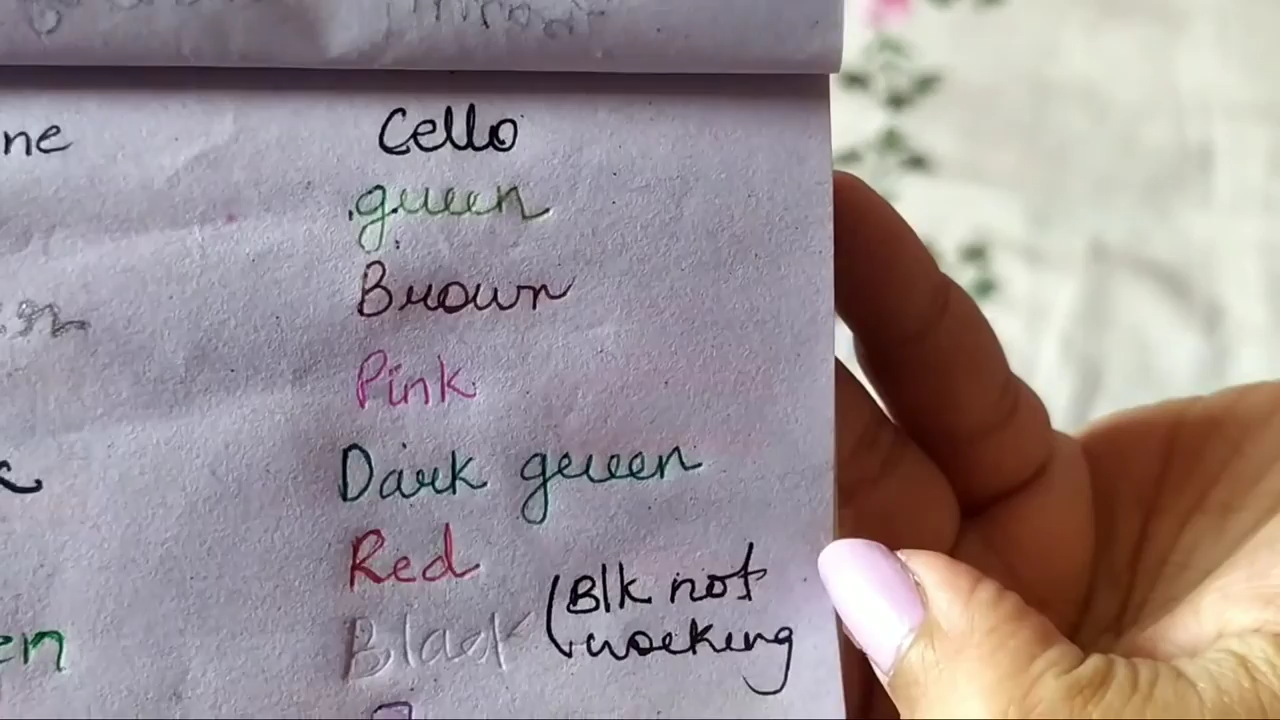 ne
Cello
green
Brown
Pink
Dark green
Red
(Blk not
working
Black
en